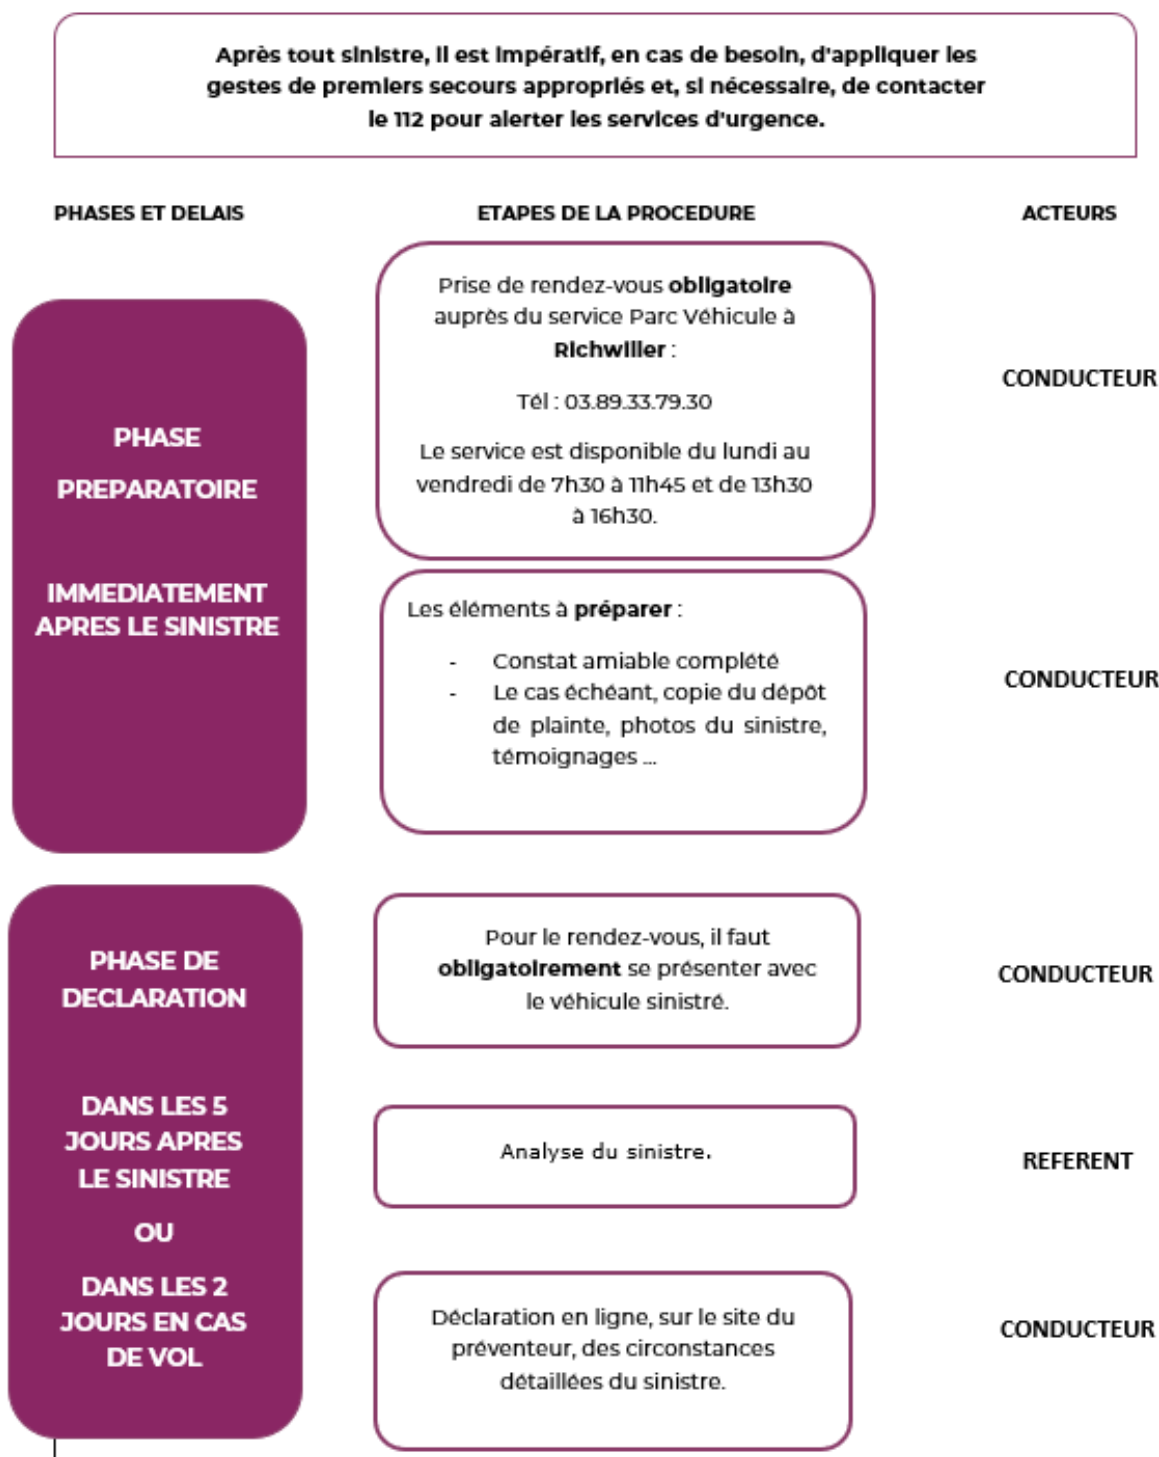 Après tout sinistre, il est impératif, en cas de besoin, d'appliquer les
gestes de premiers secours appropriés et, si nécessaire, de contacter
le 112 pour alerter les services d'urgence.
PHASES ET DELAIS
ETAPES DE LA PROCEDURE
ACTEURS
PHASE
PREPARATOIRE
IMMEDIATEMENT
APRES LE SINISTRE
Prise de rendez-vous obligatoire
auprès du service Parc Véhicule à
Richwiller :
Tél : 03.89.33.79.30
Le service est disponible du lundi au
vendredi de 7h30 à 11h45 et de 13h30
à 16h30.
CONDUCTEUR
Les éléments à préparer :
- Constat amiable complété
- Le cas échéant, copie du dépôt
de plainte, photos du sinistre,
témoignages ...
CONDUCTEUR
PHASE DE
DECLARATION
DANS LES 5
JOURS APRES
LE SINISTRE
OU
DANS LES 2
JOURS EN CAS
DE VOL
Pour le rendez-vous, il faut
obligatoirement se présenter avec
le véhicule sinistré.
CONDUCTEUR
Analyse du sinistre.
REFERENT
Déclaration en ligne, sur le site du
préventeur, des circonstances
détaillées du sinistre.
CONDUCTEUR